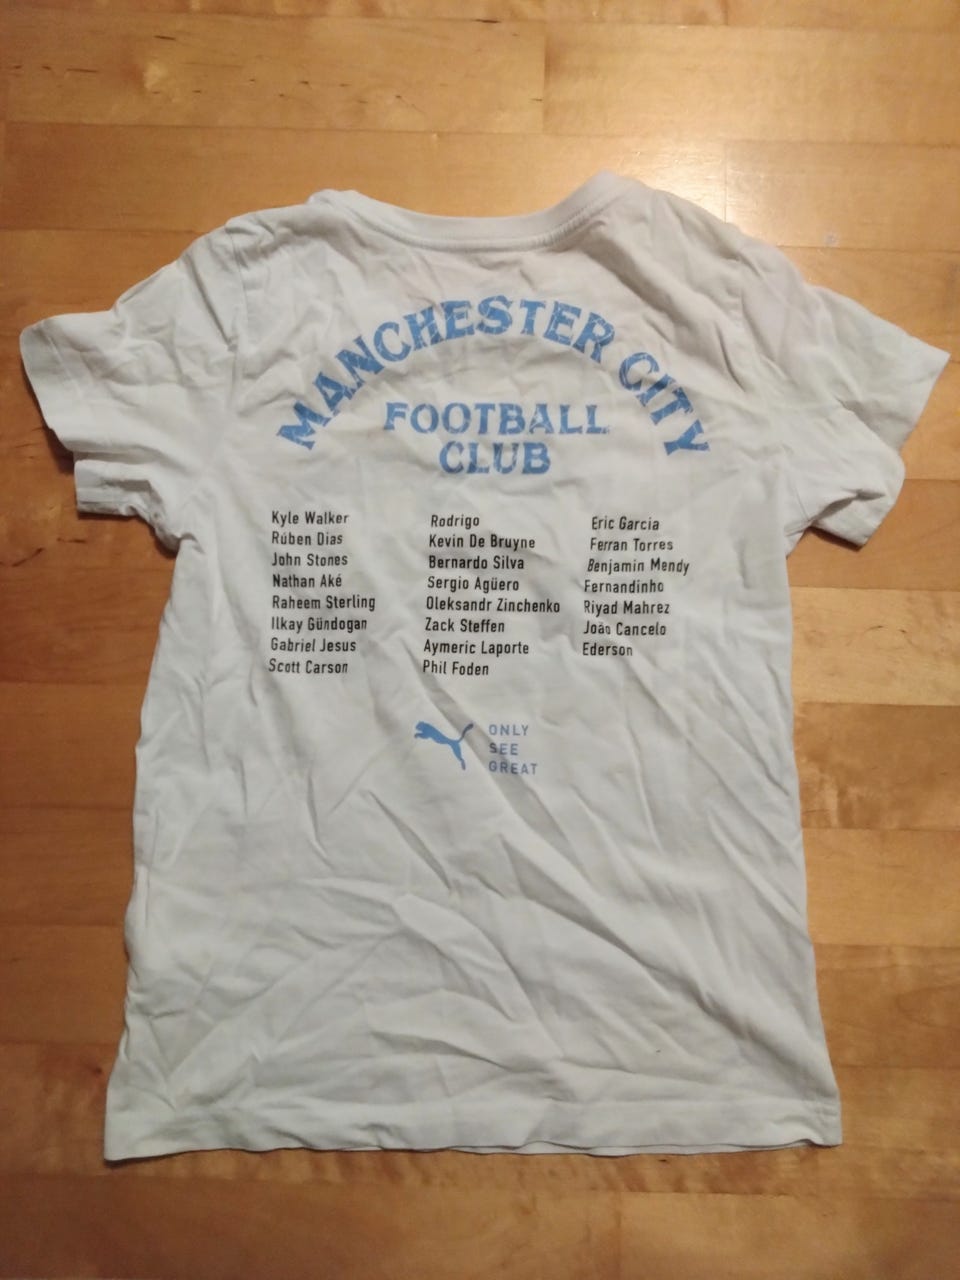 MANCHESTER CITY
FOOTBALL
CLUB
Kyle Walker
Rúben Dias
John Stones
Nathan Aké
Raheem Sterling
Ilkay Gündogan
Gabriel Jesus
Scott Carson
Rodrigo
Kevin De Bruyne
Bernardo Silva
Sergio Agüero
Oleksandr Zinchenko
Zack Steffen
Aymeric Laporte
Phil Foden
Eric Garcia
Ferran Torres
Benjamin Mendy
Fernandinho
Riyad Mahrez
João Cancelo
Ederson
ONLY
SEE
GREAT